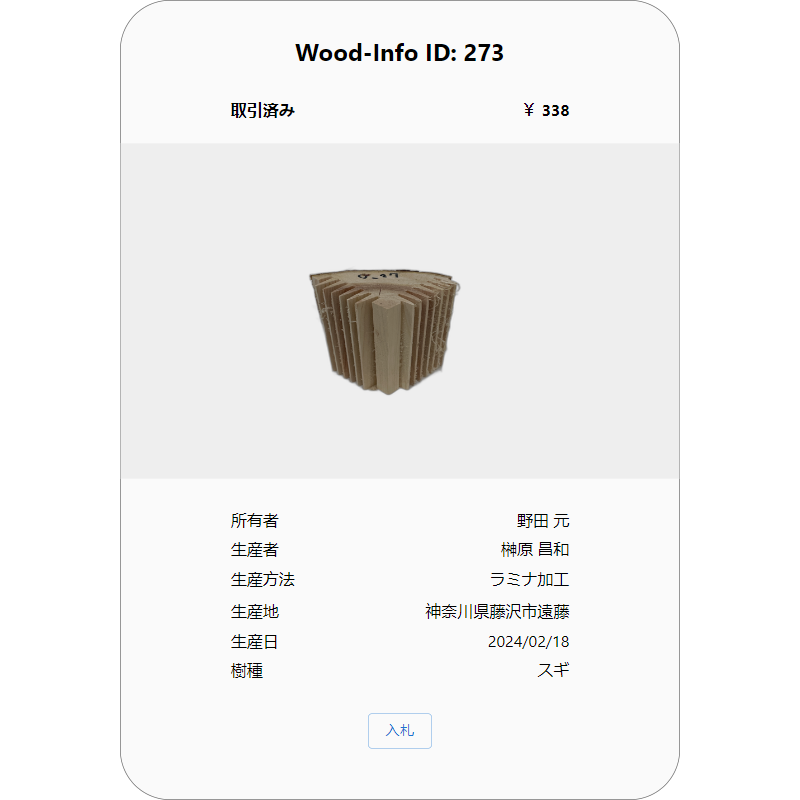 Wood-Info ID: 273
取引済み ￥ 338
所有者 野田 元
生産者 榊原 昌和
生産方法 ラミナ加工
生産地 神奈川県藤沢市遠藤
生産日 2024/02/18
樹種 スギ
入札